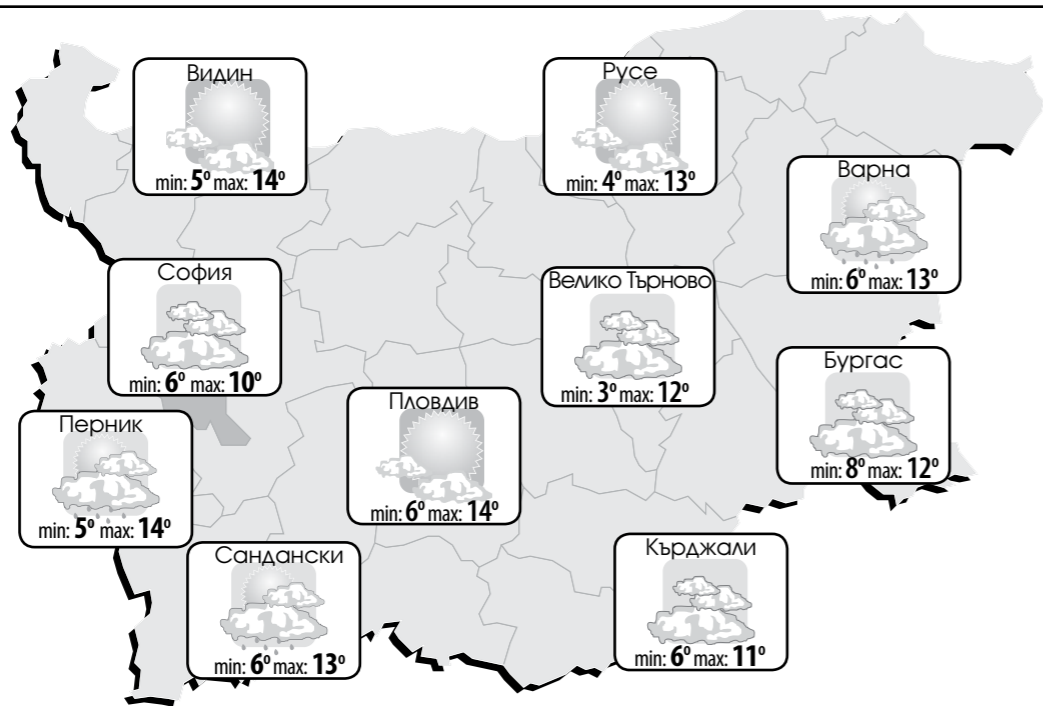 Видин
min: 5° max: 14°
Русе
min: 4° max: 13°
Варна
min: 6° max: 13°
София
min: 6° max: 10°
Велико Търново
min: 3° max: 12°
Бургас
min: 8° max: 12°
Пловдив
min: 6° max: 14°
Перник
min: 5° max: 14°
Сандански
min: 6° max: 13°
Кърджали
min: 6° max: 11°